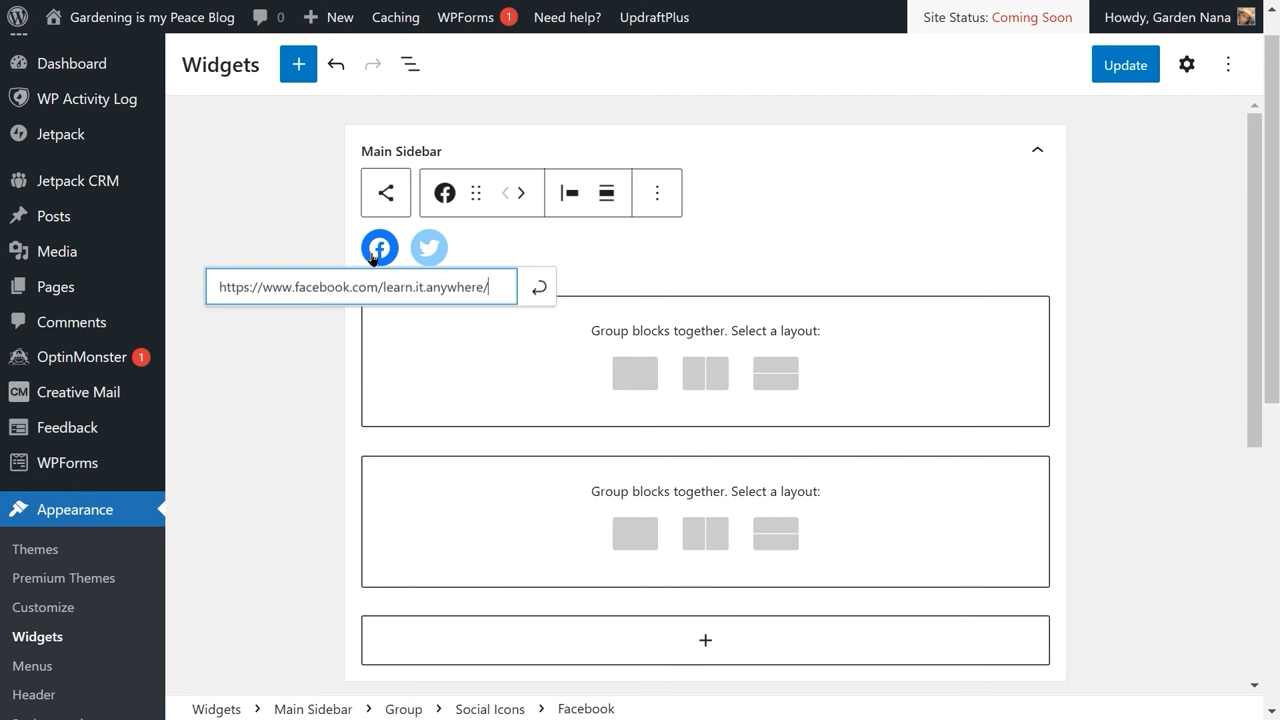 Gardening is my Peace Blog 0 New Caching WPForms 1 Need help? UpdraftPlus Site Status: Coming Soon Howdy, Garden Nana
Dashboard
WP Activity Log
Jetpack
Jetpack CRM
Posts
Media
Pages
Comments
OptinMonster 1
CM Creative Mail
Feedback
WPForms
Appearance
Themes
Premium Themes
Customize
Widgets
Menus
Header
Widgets
Update
Main Sidebar
https://www.facebook.com/learn.it.anywhere/
Group blocks together. Select a layout:
Group blocks together. Select a layout:
Widgets > Main Sidebar > Group > Social Icons > Facebook